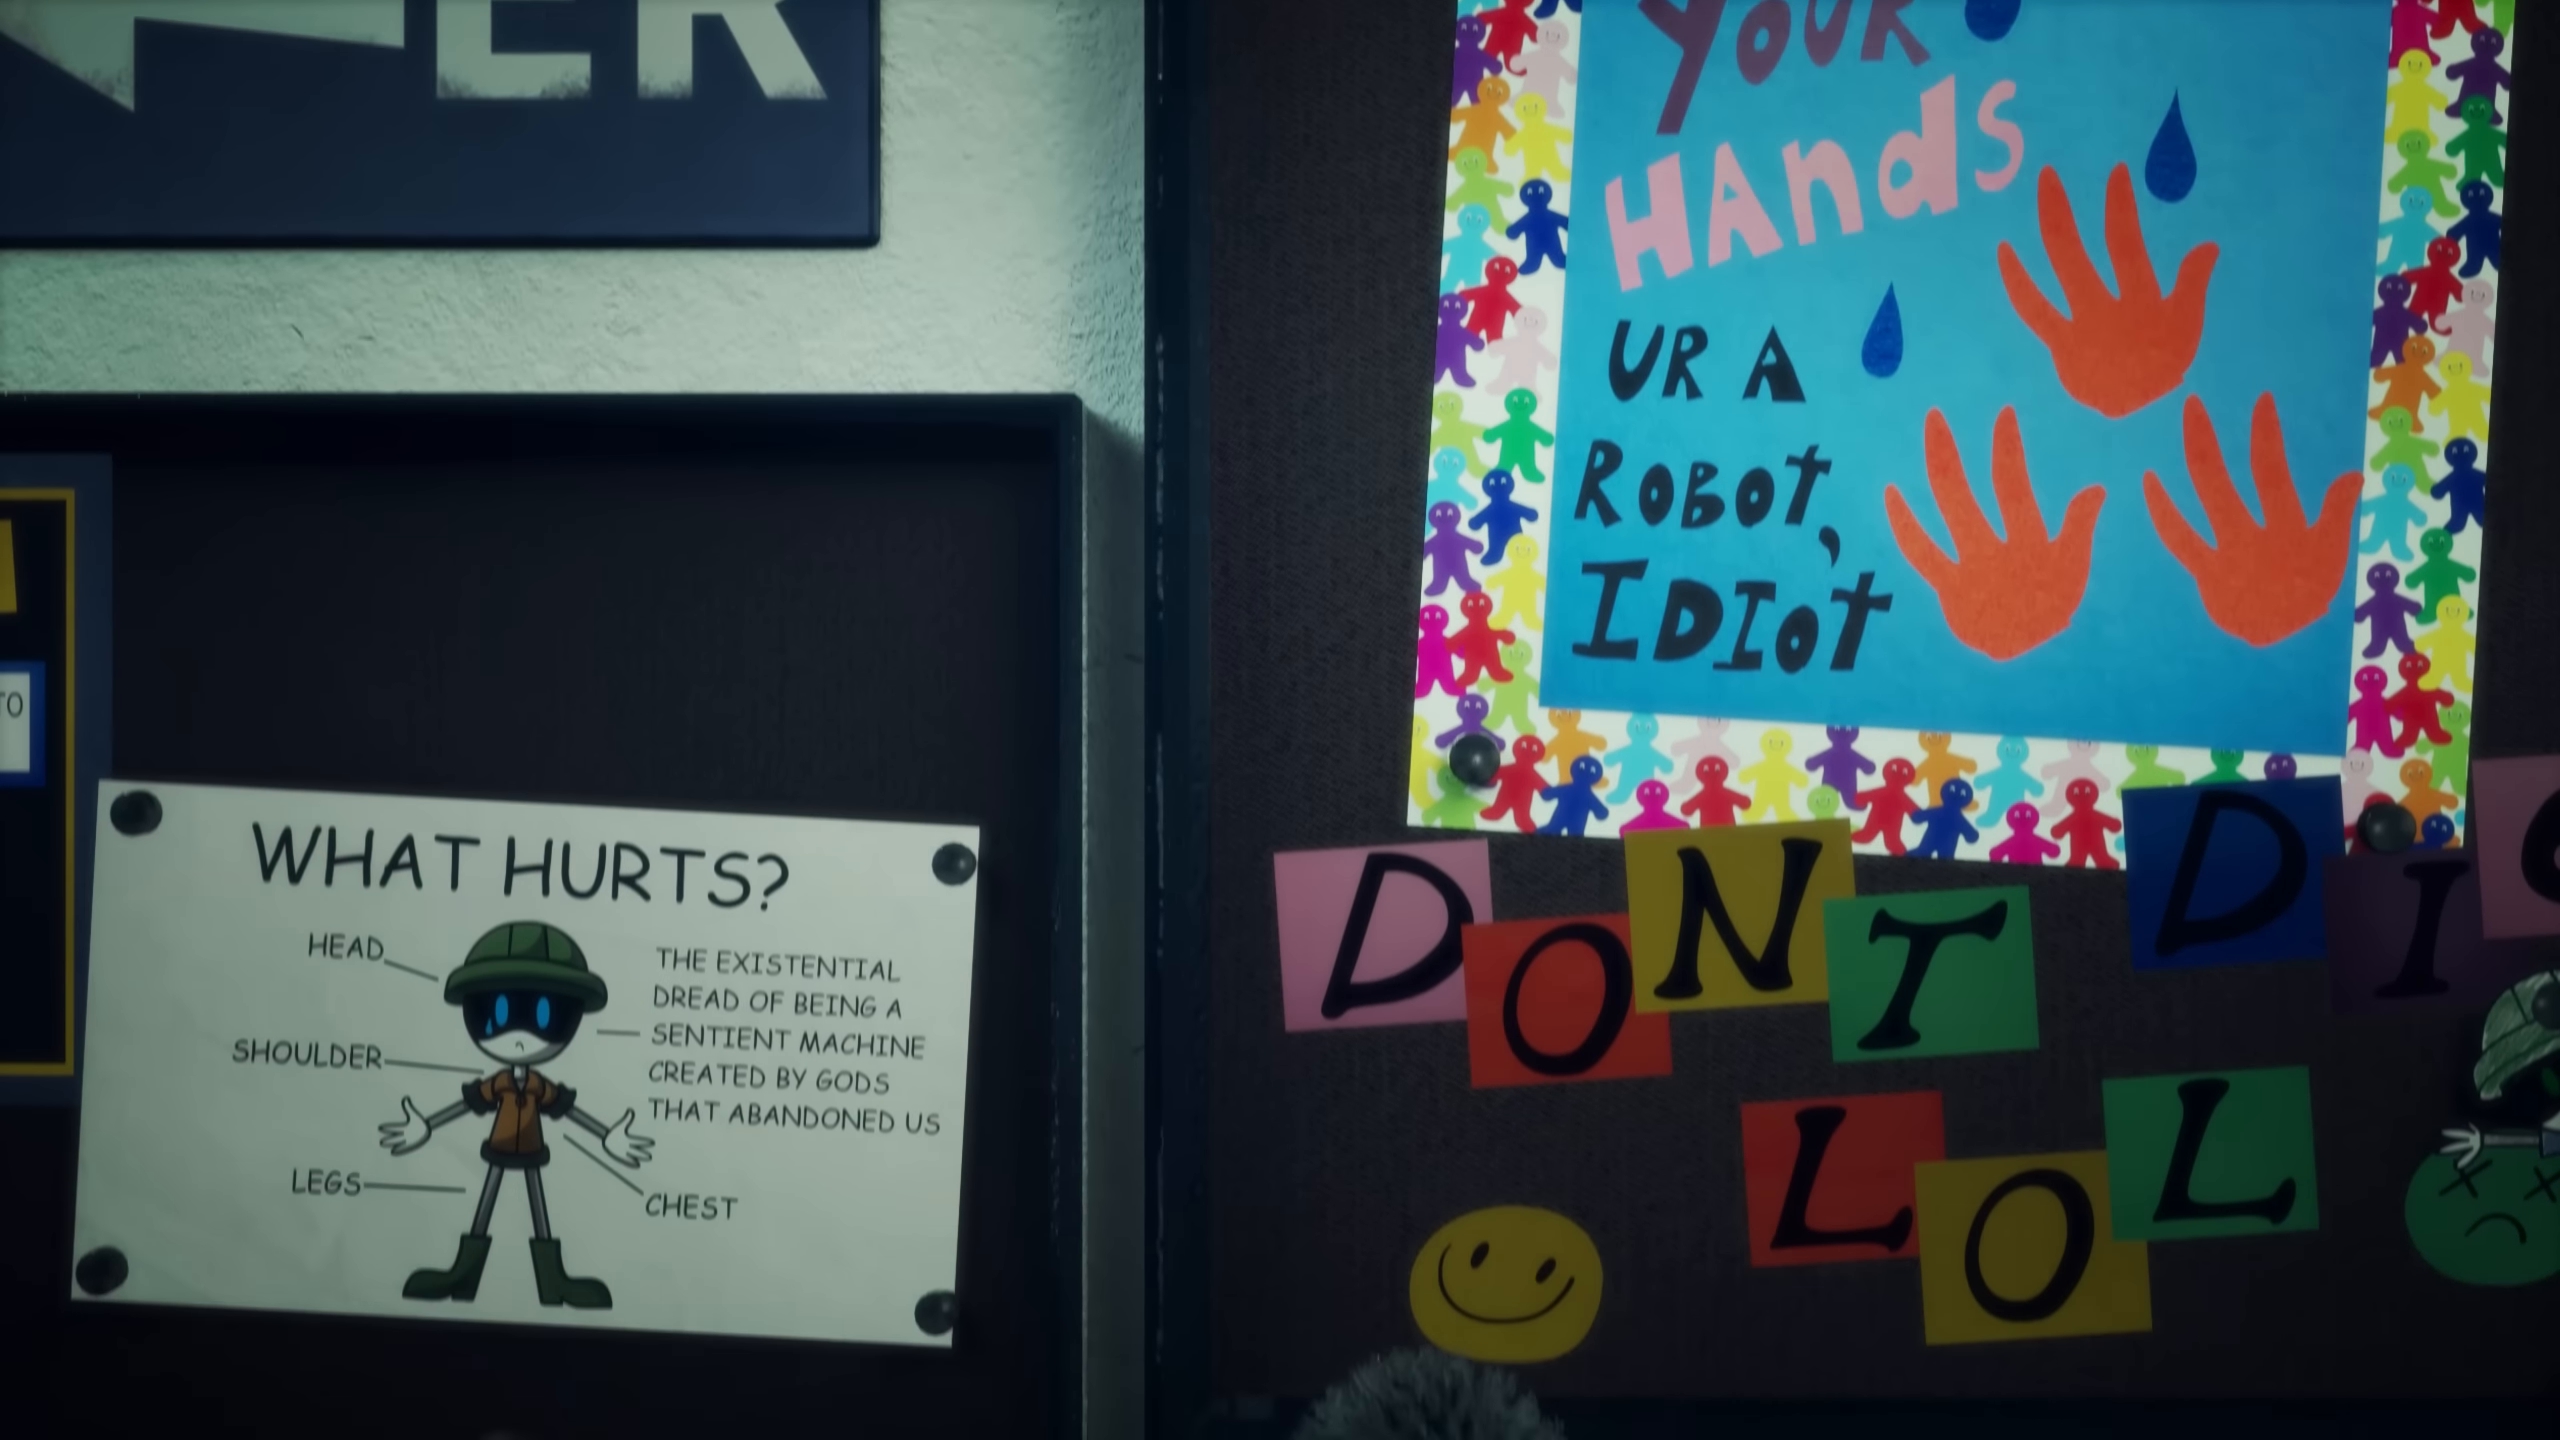 ER
TO
WHAT HURTS?
HEAD
THE EXISTENTIAL
DREAD OF BEING A
SENTIENT MACHINE
CREATED BY GODS
THAT ABANDONED US
SHOULDER
LEGS
CHEST
YOUR
HANdS
UR A
ROBOT,
IDIOT
DONT DI
LOL